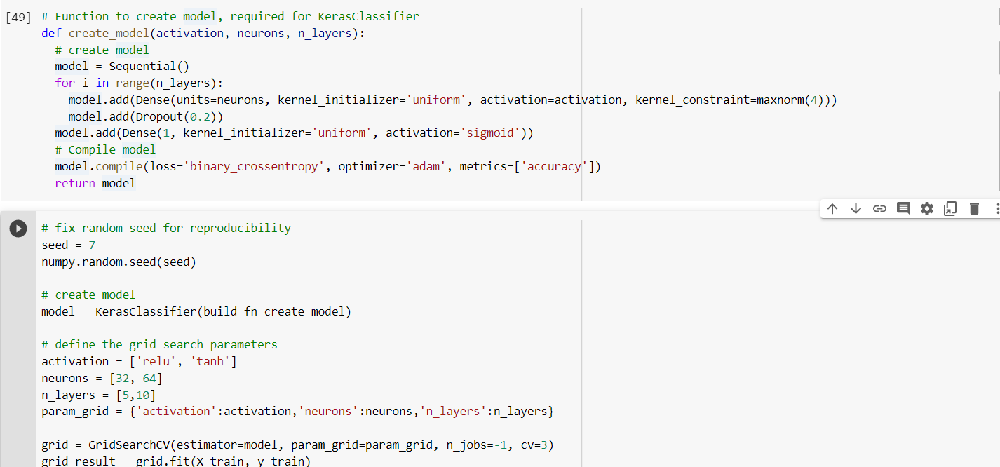 [49] # Function to create model, required for KerasClassifier
def create_model(activation, neurons, n_layers):
  # create model
  model = Sequential()
  for i in range(n_layers):
    model.add(Dense(units=neurons, kernel_initializer='uniform', activation=activation, kernel_constraint=maxnorm(4)))
    model.add(Dropout(0.2))
  model.add(Dense(1, kernel_initializer='uniform', activation='sigmoid'))
  # Compile model
  model.compile(loss='binary_crossentropy', optimizer='adam', metrics=['accuracy'])
  return model
# fix random seed for reproducibility
seed = 7
numpy.random.seed(seed)
# create model
model = KerasClassifier(build_fn=create_model)
# define the grid search parameters
activation = ['relu', 'tanh']
neurons = [32, 64]
n_layers = [5,10]
param_grid = {'activation':activation,'neurons':neurons,'n_layers':n_layers}
grid = GridSearchCV(estimator=model, param_grid=param_grid, n_jobs=-1, cv=3)
grid_result = grid.fit(X_train, y_train)